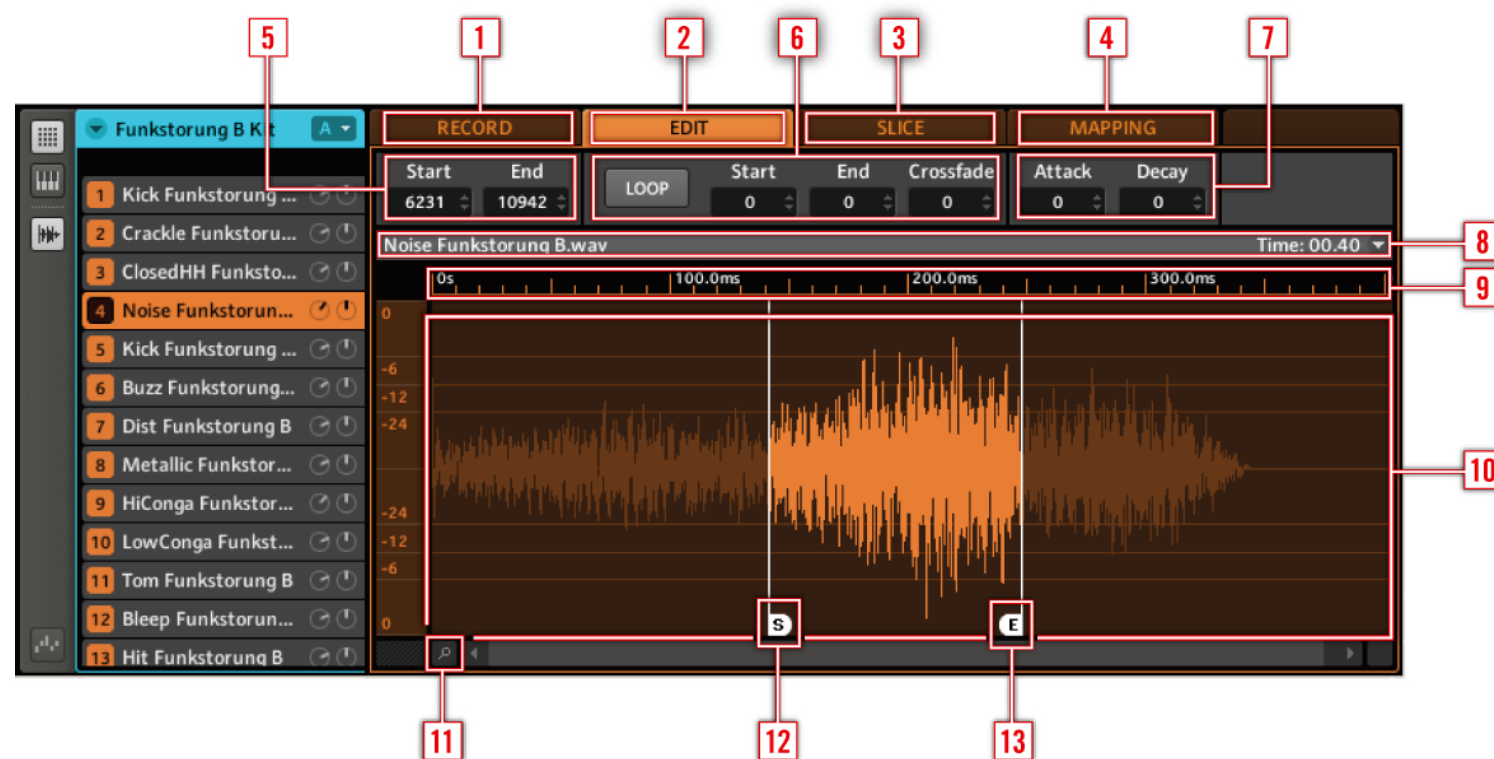 5 1 2 6 3 4 7
Funkstorung B Kit A
RECORD EDIT SLICE MAPPING
Start End LOOP Start End Crossfade Attack Decay
6231 10942 0 0 0 0 0
Noise Funkstorung B.wav Time: 00.40 8
0s 100.0ms 200.0ms 300.0ms 9
1 Kick Funkstorung ...
2 Crackle Funkstoru...
3 ClosedHH Funksto...
4 Noise Funkstorun...
5 Kick Funkstorung ...
6 Buzz Funkstorung...
7 Dist Funkstorung B
8 Metallic Funkstor...
9 HiConga Funkstor...
10 LowConga Funkst...
11 Tom Funkstorung B
12 Bleep Funkstorun...
13 Hit Funkstorung B
0
-6
-12
-24
-24
-12
-6
0
10
S E
11 12 13